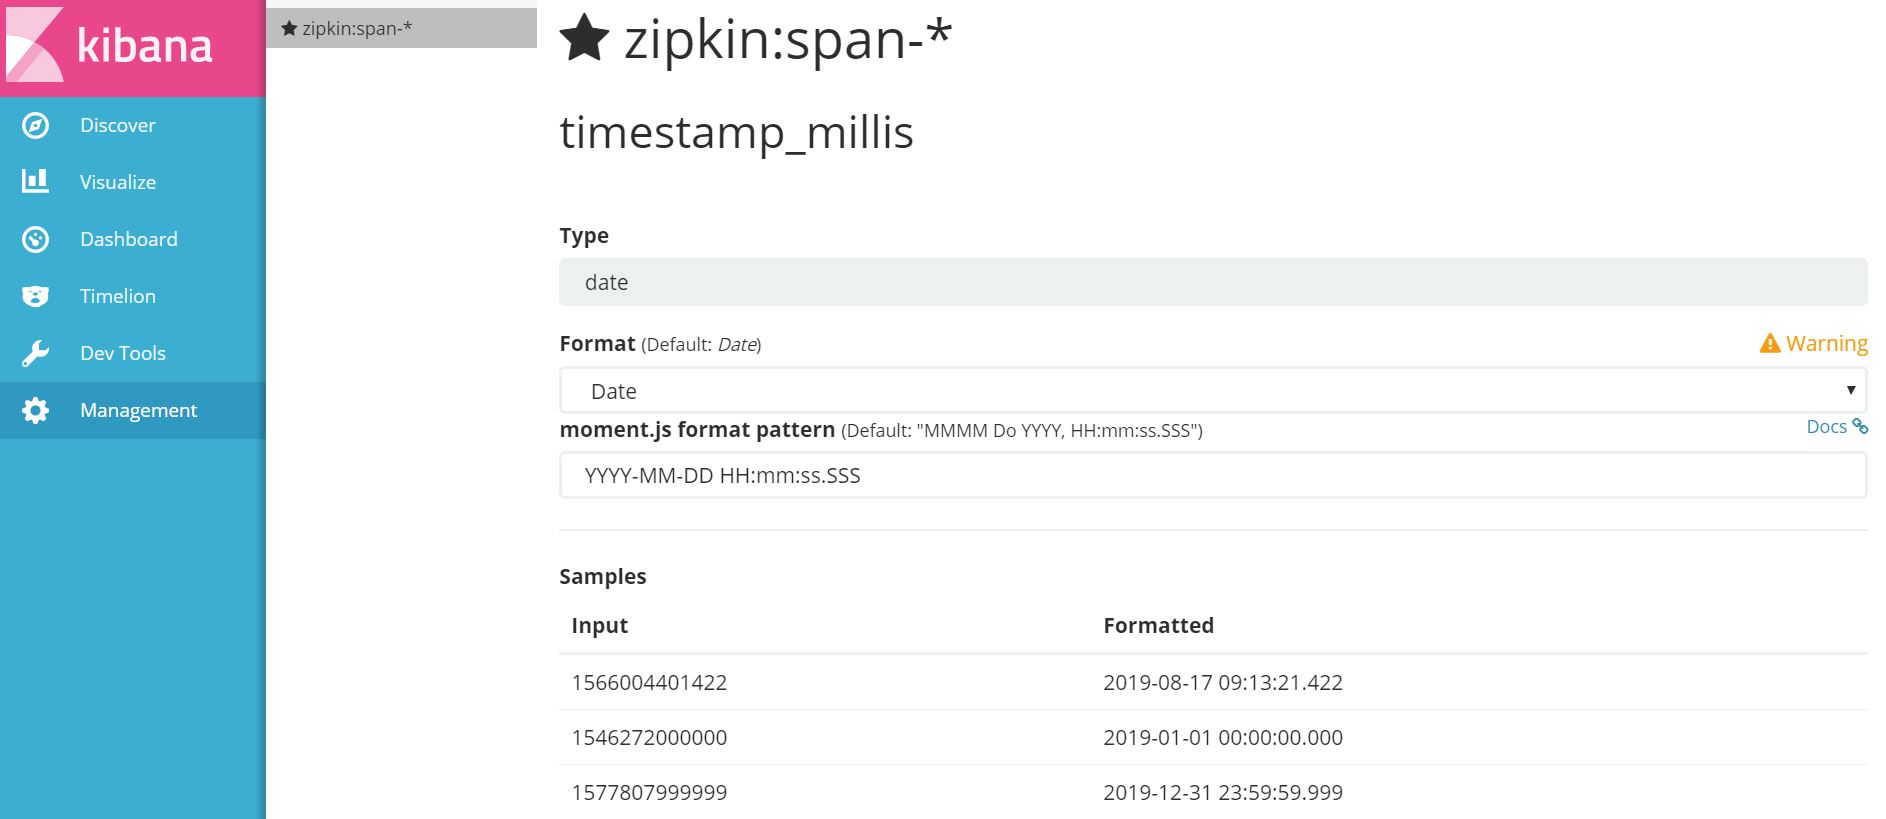 kibana
Discover
Visualize
Dashboard
Timelion
Dev Tools
Management
★ zipkin:span-*
★ zipkin:span-*
timestamp_millis
Type
date
Format (Default: Date)
Warning
Date
moment.js format pattern (Default: "MMMM Do YYYY, HH:mm:ss.SSS")
Docs
YYYY-MM-DD HH:mm:ss.SSS
Samples
Input Formatted
1566004401422 2019-08-17 09:13:21.422
1546272000000 2019-01-01 00:00:00.000
1577807999999 2019-12-31 23:59:59.999